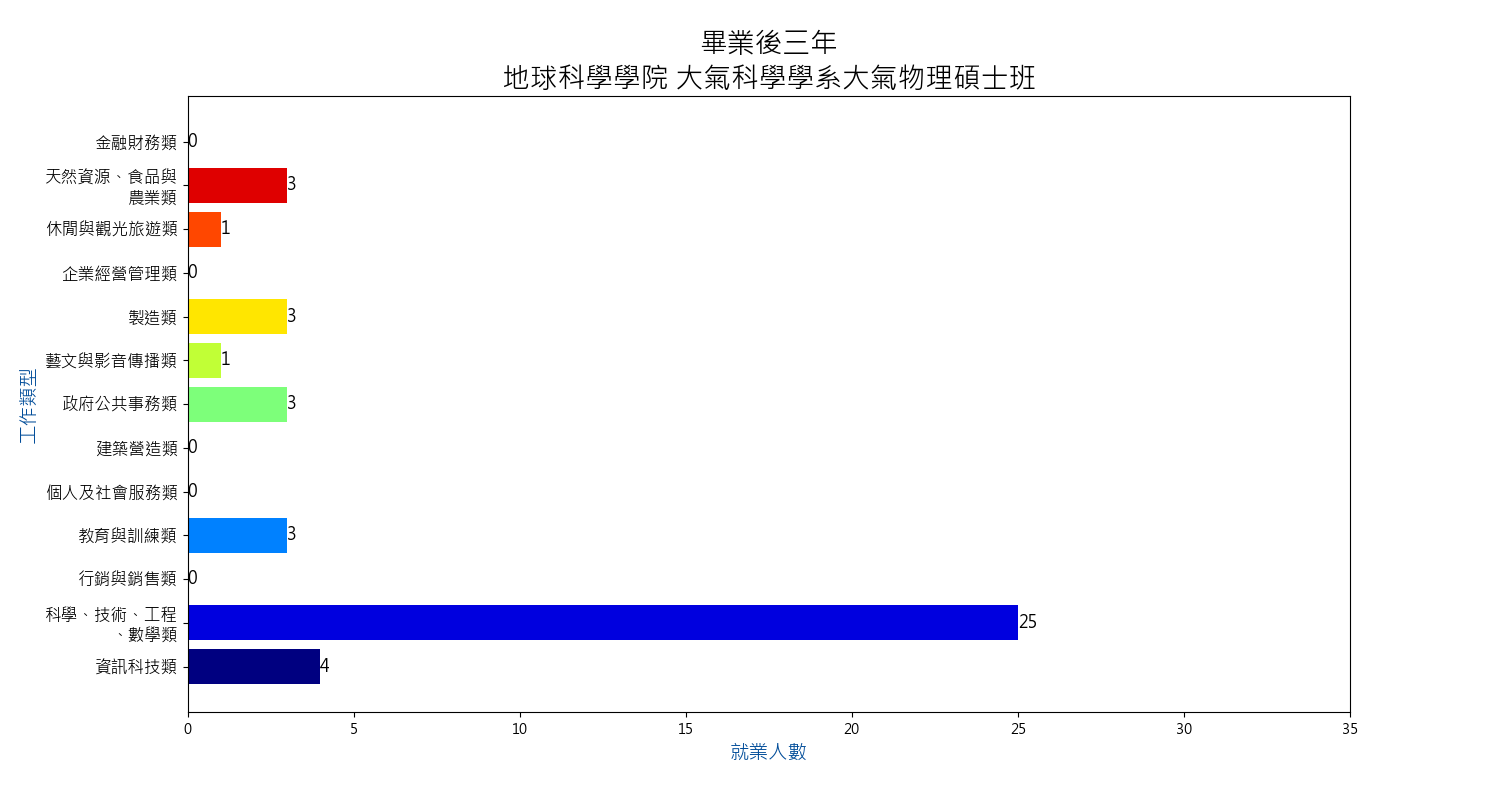 畢業後三年
地球科學學院 大氣科學學系大氣物理碩士班
工作類型
金融財務類 0
天然資源、食品與
農業類 3
休閒與觀光旅遊類 1
企業經營管理類 0
製造類 3
藝文與影音傳播類 1
政府公共事務類 3
建築營造類 0
個人及社會服務類 0
教育與訓練類 3
行銷與銷售類 0
科學、技術、工程
、數學類 25
資訊科技類 4
0 5 10 15 20 25 30 35
就業人數